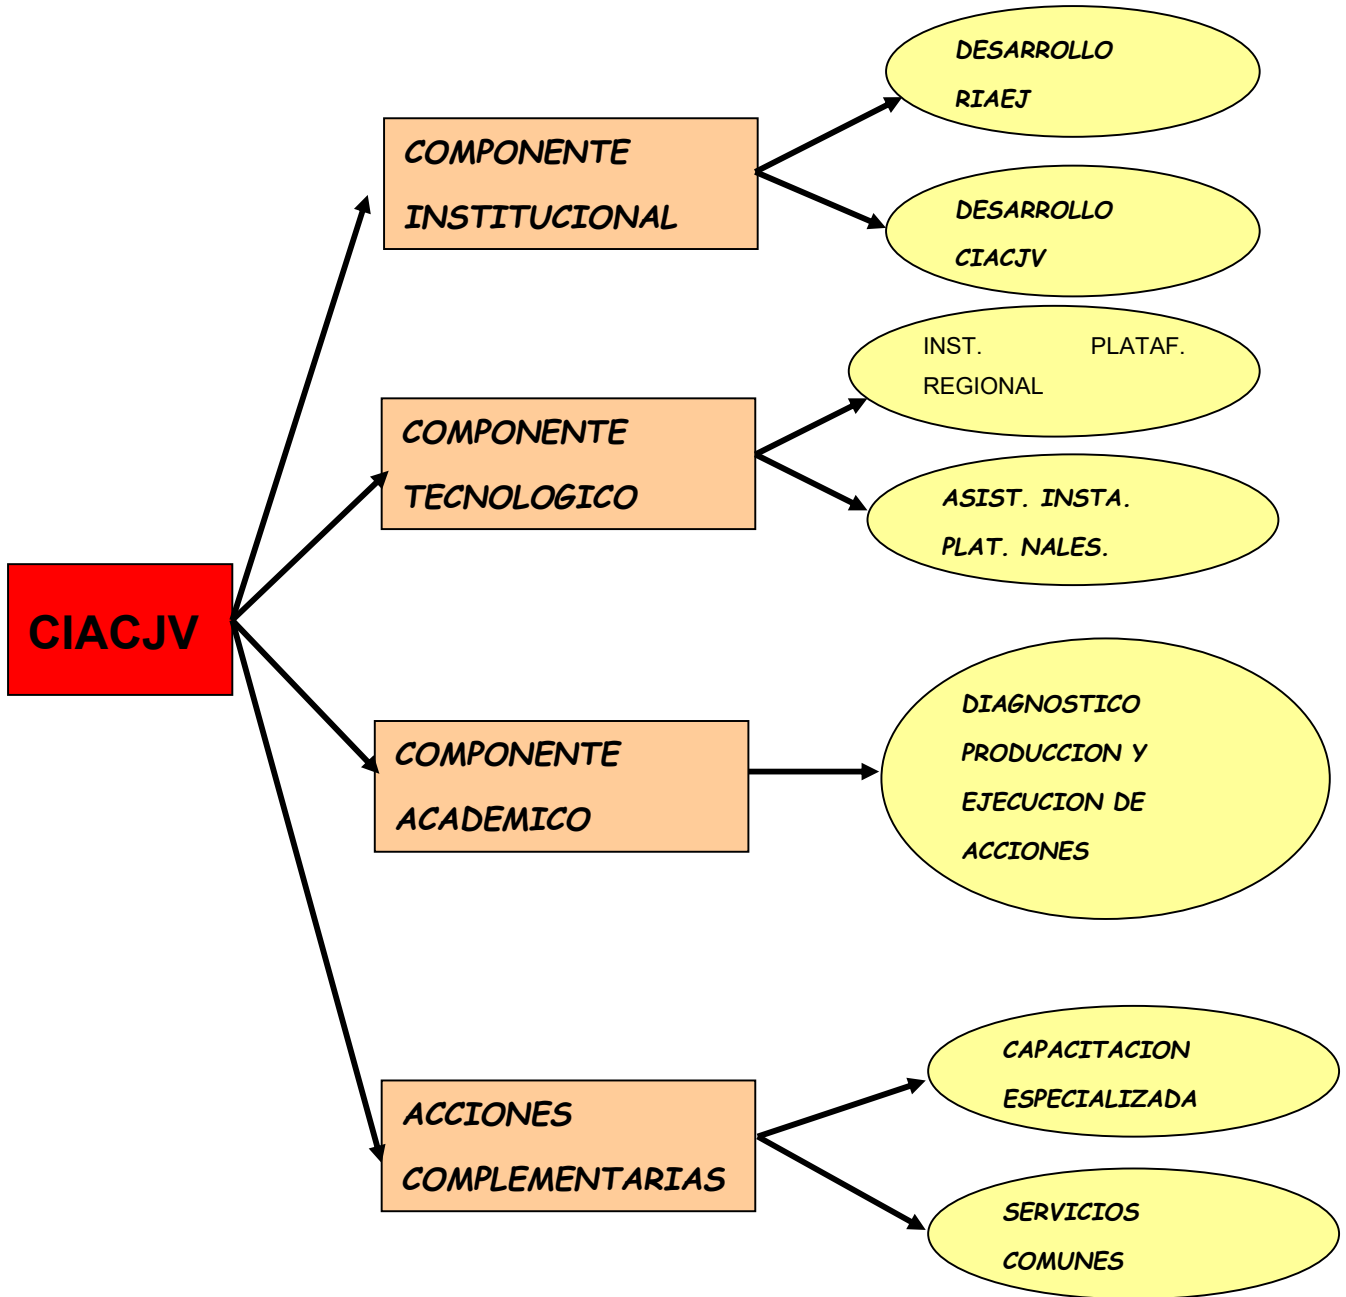 DESARROLLO
RIAEJ
COMPONENTE
INSTITUCIONAL
DESARROLLO
CIACJV
INST. PLATAF.
REGIONAL
COMPONENTE
TECNOLOGICO
ASIST. INSTA.
PLAT. NALES.
CIACJV
COMPONENTE
ACADEMICO
DIAGNOSTICO
PRODUCCION Y
EJECUCION DE
ACCIONES
CAPACITACION
ESPECIALIZADA
ACCIONES
COMPLEMENTARIAS
SERVICIOS
COMUNES